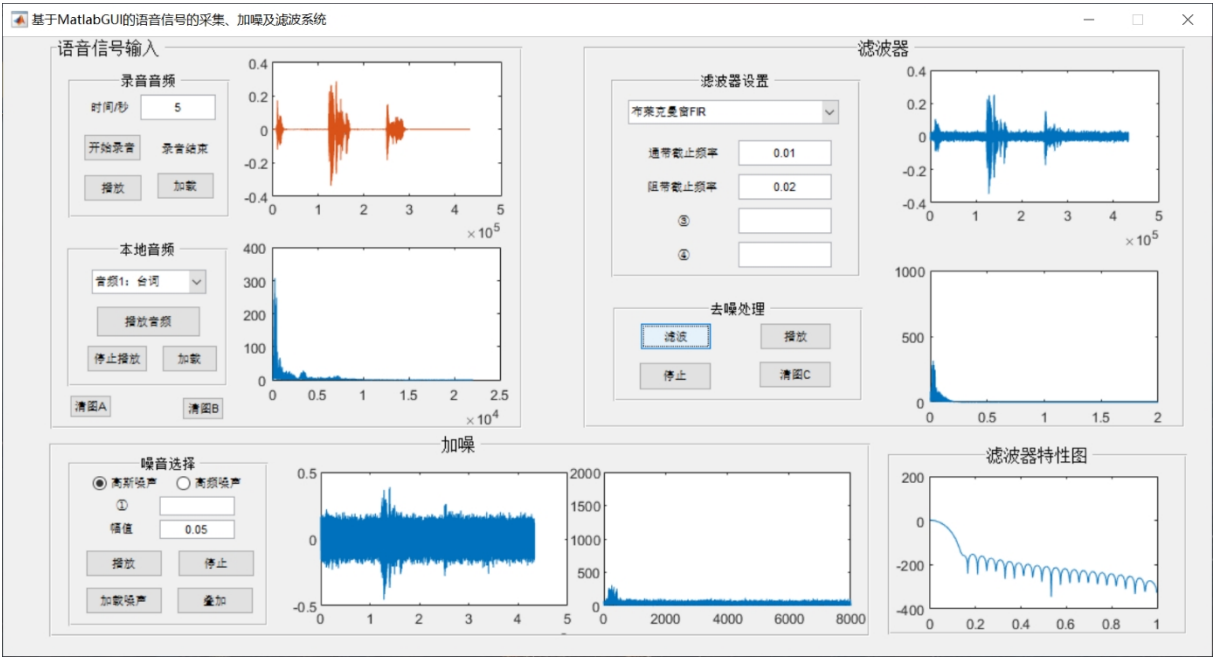 基于MatlabGUI的语音信号的采集、加噪及滤波系统
语音信号输入
录音音频
时间/秒 5
开始录音 录音结束
播放 加载
0.4
0.2
0
-0.2
-0.4
0 1 2 3 4 5
×10^5
本地音频
音频1：台词
播放音频
停止播放 加载
清图A 清图B
400
300
200
100
0
0 0.5 1 1.5 2 2.5
×10^4
滤波器
滤波器设置
布莱克曼窗FIR
通带截止频率 0.01
阻带截止频率 0.02
③
④
0.4
0.2
0
-0.2
-0.4
0 1 2 3 4 5
×10^5
去噪处理
滤波 播放
停止 清图C
1000
500
0
0 0.5 1 1.5 2
加噪
噪音选择
高斯噪声 高频噪声
①
幅值 0.05
播放 停止
加载噪声 叠加
0.5
0
-0.5
0 1 2 3 4 5
2000
1500
1000
500
0
0 2000 4000 6000 8000
滤波器特性图
200
0
-200
-400
0 0.2 0.4 0.6 0.8 1